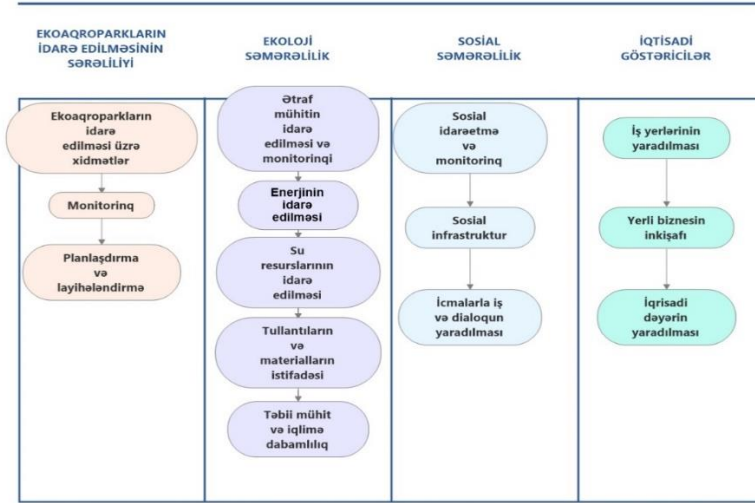 EKOAQROPARKLARIN
İDARƏ EDİLMƏSİNİN
SƏRƏLİLİYİ
EKOLOJİ
SƏMƏRƏLİLİK
SOSİAL
SƏMƏRƏLİLİK
İQTİSADİ
GÖSTƏRİCİLƏR
Ekoaqroparkların
idarə
edilməsi üzrə
xidmətlər
Monitorinq
Planlaşdırma
və
layihələndirmə
Ətraf
mühitin
idarə
edilməsi və
monitorinqi
Enerjinin
idarə
edilməsi
Su
resurslarının
idarə
edilməsi
Tullantıların
və
materialların
istifadəsi
Təbii mühit
və iqlimə
dabamlılıq
Sosial
idarəetmə
və
monitorinq
Sosial
infrastruktur
İcmalarla iş
və dialoqun
yaradılması
İş yerlərinin
yaradılması
Yerli biznesin
inkişafı
İqrisadi
dəyərin
yaradılması